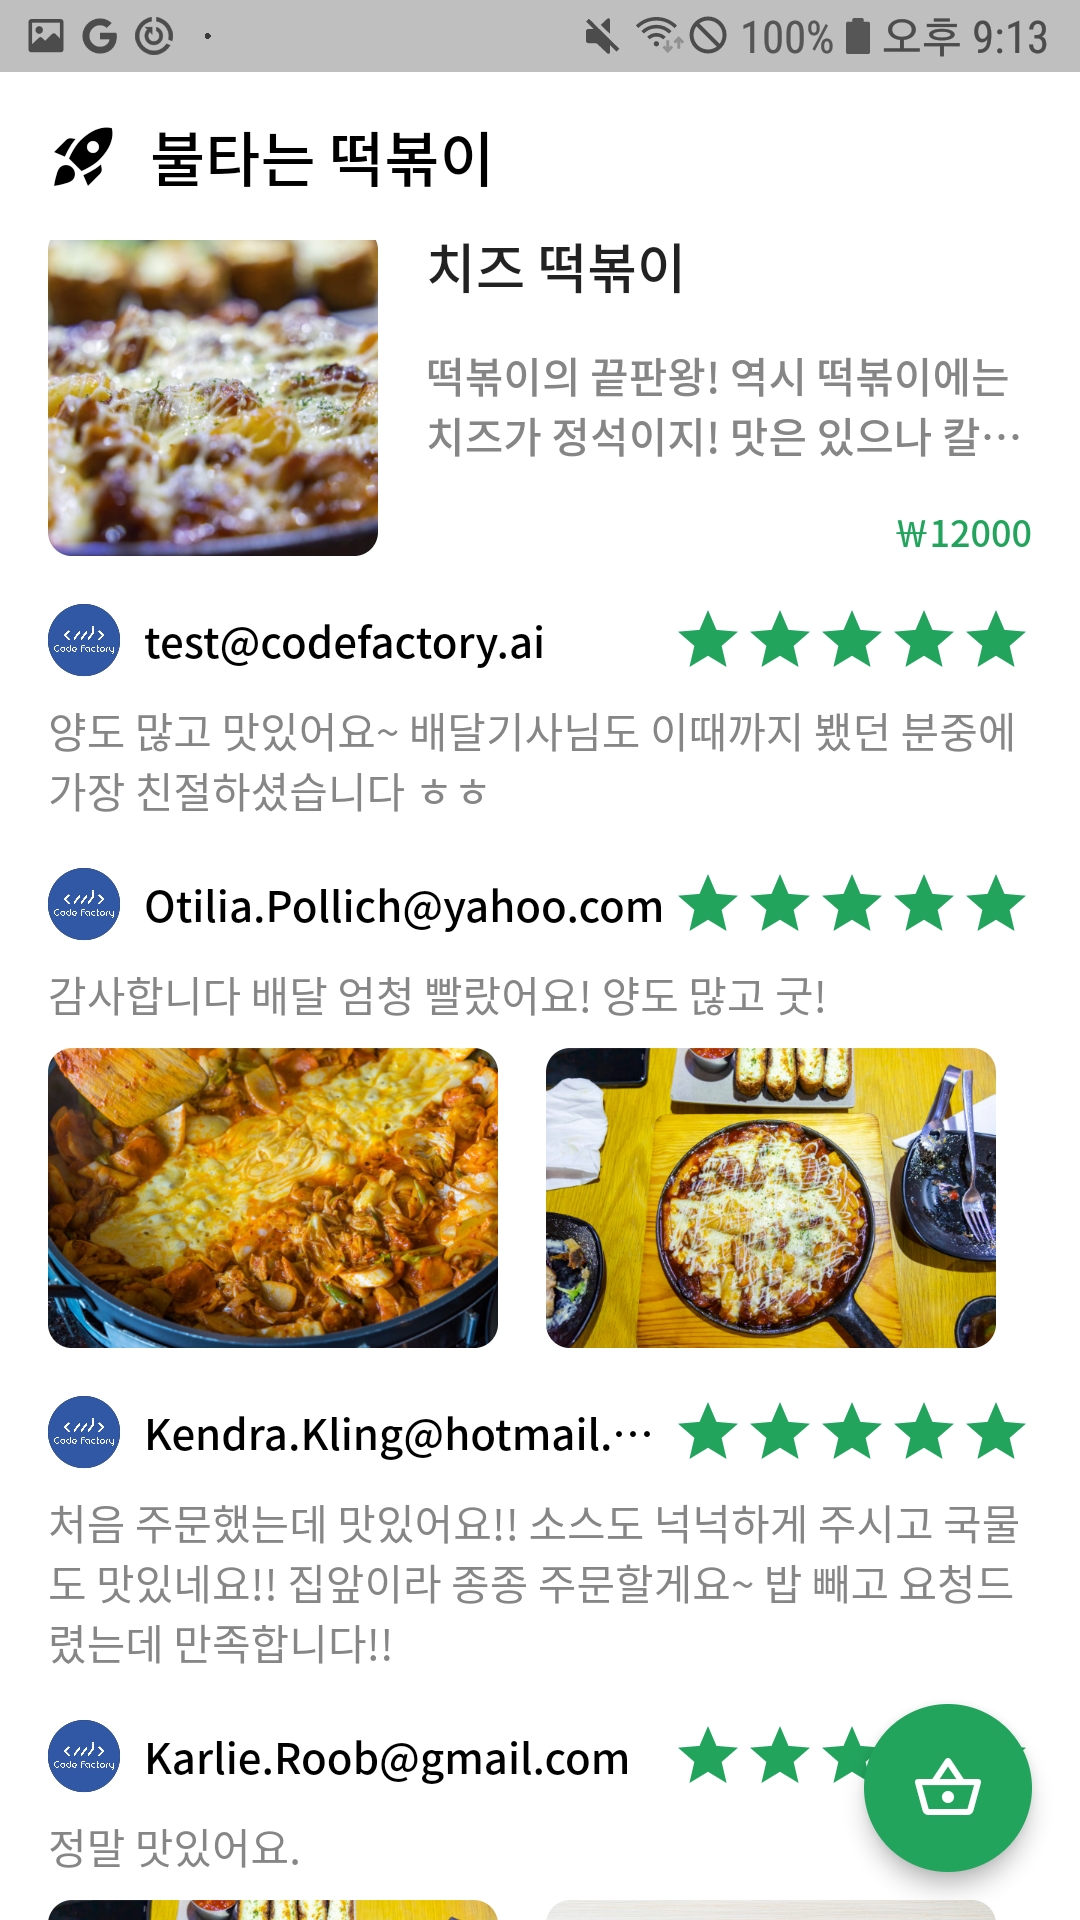 100% 오후 9:13
불타는 떡볶이
치즈 떡볶이
떡볶이의 끝판왕! 역시 떡볶이에는
치즈가 정석이지! 맛은 있으나 칼…
₩12000
Code Factory
test@codefactory.ai
양도 많고 맛있어요~ 배달기사님도 이때까지 뵀던 분중에
가장 친절하셨습니다 ㅎㅎ
Code Factory
Otilia.Pollich@yahoo.com
감사합니다 배달 엄청 빨랐어요! 양도 많고 굿!
Code Factory
Kendra.Kling@hotmail.…
처음 주문했는데 맛있어요!! 소스도 넉넉하게 주시고 국물
도 맛있네요!! 집앞이라 종종 주문할게요~ 밥 빼고 요청드
렸는데 만족합니다!!
Code Factory
Karlie.Roob@gmail.com
정말 맛있어요.